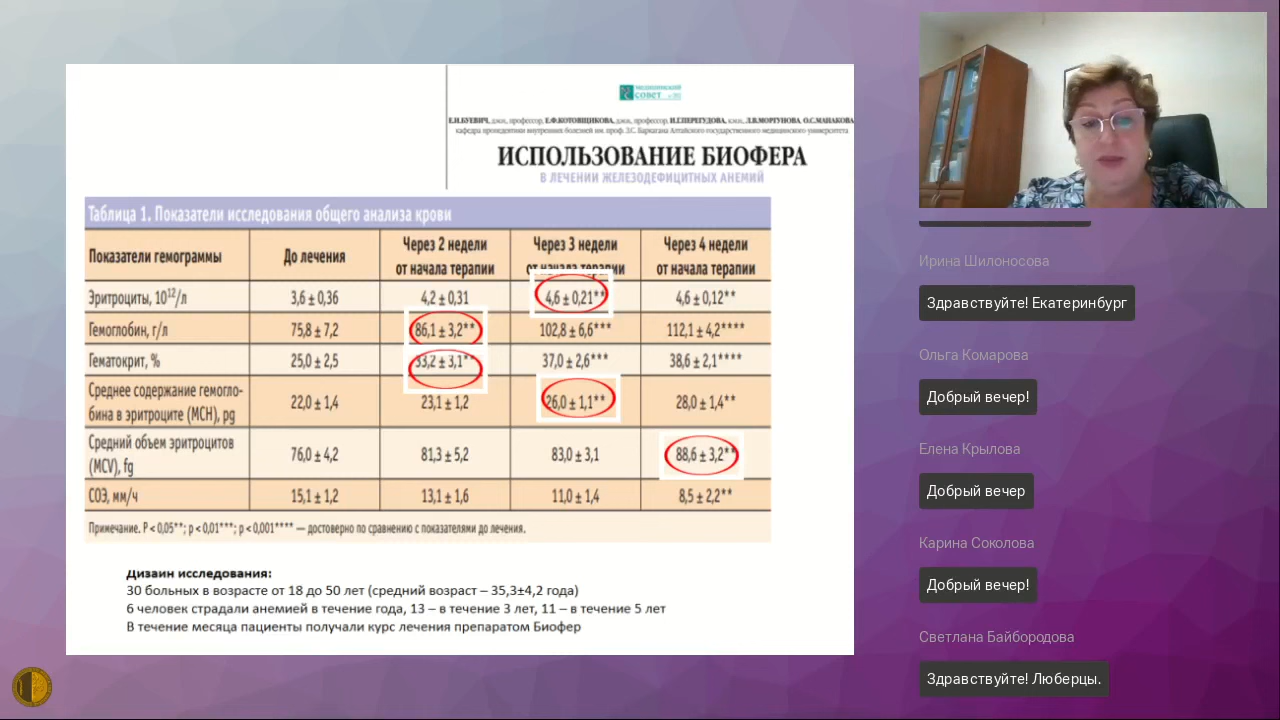 МЕДИЦИНСКИЙ
СОВЕТ
Е.Н.БУЕВИЧ, д.м.н., профессор, Е.Ф.КОТОВЩИКОВА, д.м.н., профессор, к.м.н.,
кафедра пропедевтики внутренних болезней им. проф. З.С. Баркагана Алтайского государственного медицинского университета
ИСПОЛЬЗОВАНИЕ БИОФЕРА
В ЛЕЧЕНИИ ЖЕЛЕЗОДЕФИЦИТНЫХ АНЕМИЙ
Таблица 1. Показатели исследования общего анализа крови
Показатели гемограммы До лечения Через 2 недели от начала терапии Через 3 недели от начала терапии Через 4 недели от начала терапии
Эритроциты, 10¹²/л 3,6 ± 0,36 4,2 ± 0,31 4,6 ± 0,21** 4,6 ± 0,12**
Гемоглобин, г/л 75,8 ± 7,2 86,1 ± 3,2** 102,8 ± 6,6*** 112,1 ± 4,2****
Гематокрит, % 25,0 ± 2,5 33,2 ± 3,1** 37,0 ± 2,6*** 38,6 ± 2,1****
Среднее содержание гемогло-
бина в эритроците (MCH), pg 22,0 ± 1,4 23,1 ± 1,2 26,0 ± 1,1** 28,0 ± 1,4**
Средний объем эритроцитов
(MCV), fg 76,0 ± 4,2 81,3 ± 5,2 83,0 ± 3,1 88,6 ± 3,2**
СОЭ, мм/ч 15,1 ± 1,2 13,1 ± 1,6 11,0 ± 1,4 8,5 ± 2,2**
Примечание. P < 0,05**; p < 0,01***; p < 0,001**** — достоверно по сравнению с показателями до лечения.
Дизайн исследования:
30 больных в возрасте от 18 до 50 лет (средний возраст – 35,3±4,2 года)
6 человек страдали анемией в течение года, 13 – в течение 3 лет, 11 – в течение 5 лет
В течение месяца пациенты получали курс лечения препаратом Биофер
Ирина Шилоносова
Здравствуйте! Екатеринбург
Ольга Комарова
Добрый вечер!
Елена Крылова
Добрый вечер
Карина Соколова
Добрый вечер!
Светлана Байбородова
Здравствуйте! Люберцы.